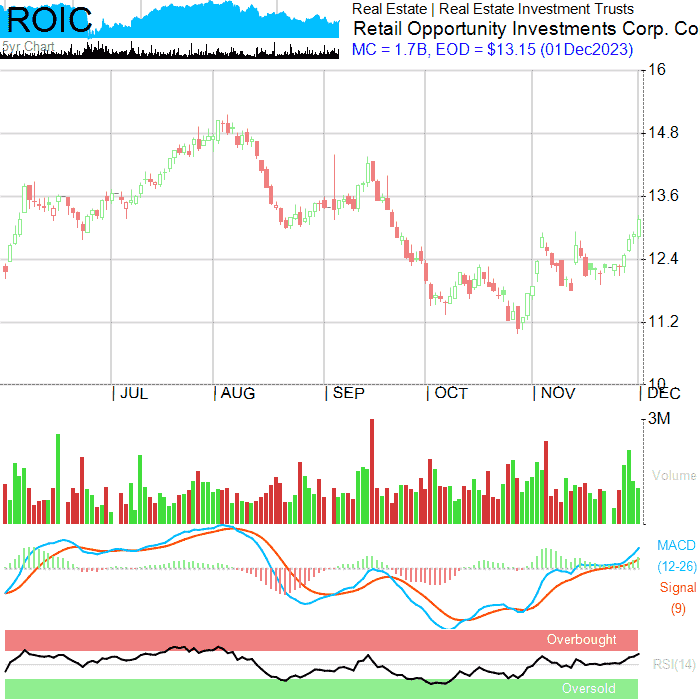 ROIC
5yr Chart
Real Estate | Real Estate Investment Trusts
Retail Opportunity Investments Corp. Co
MC = 1.7B, EOD = $13.15 (01Dec2023)
16
14.8
13.6
12.4
11.2
10
| JUL
| AUG
| SEP
| OCT
| NOV
| DEC
3M
Volume
MACD
(12-26)
Signal
(9)
Overbought
RSI(14)
Oversold